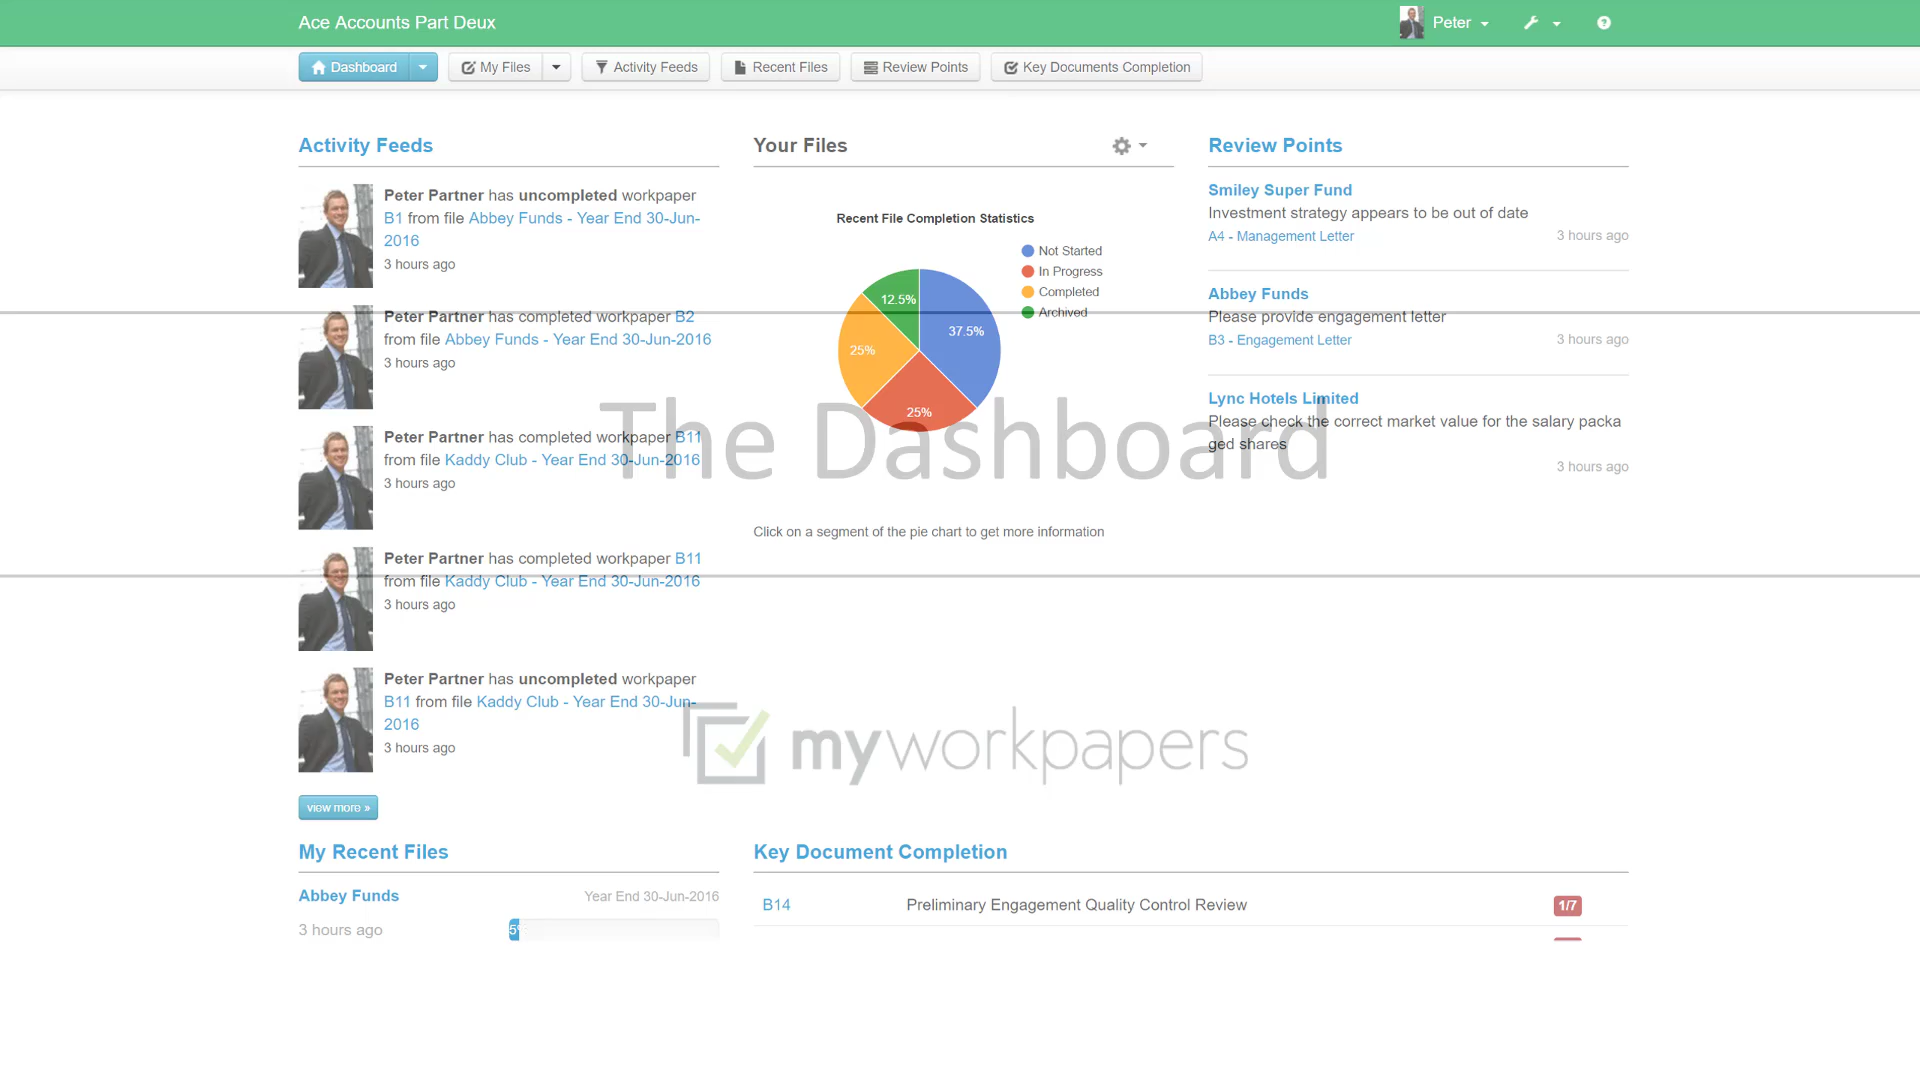 Ace Accounts Part Deux
Peter
Dashboard
My Files
Activity Feeds
Recent Files
Review Points
Key Documents Completion
Activity Feeds
Peter Partner has uncompleted workpaper
B1 from file Abbey Funds - Year End 30-Jun-
2016
3 hours ago
Peter Partner has completed workpaper B2
from file Abbey Funds - Year End 30-Jun-2016
3 hours ago
Peter Partner has completed workpaper B11
from file Kaddy Club - Year End 30-Jun-2016
3 hours ago
Peter Partner has completed workpaper B11
from file Kaddy Club - Year End 30-Jun-2016
3 hours ago
Peter Partner has uncompleted workpaper
B11 from file Kaddy Club - Year End 30-Jun-
2016
3 hours ago
view more »
Your Files
Recent File Completion Statistics
Not Started
In Progress
Completed
Archived
12.5%
37.5%
25%
25%
The Dashboard
Click on a segment of the pie chart to get more information
myworkpapers
Review Points
Smiley Super Fund
Investment strategy appears to be out of date
A4 - Management Letter
3 hours ago
Abbey Funds
Please provide engagement letter
B3 - Engagement Letter
3 hours ago
Lync Hotels Limited
Please check the correct market value for the salary packa
ged shares
3 hours ago
My Recent Files
Abbey Funds
Year End 30-Jun-2016
3 hours ago
Key Document Completion
B14
Preliminary Engagement Quality Control Review
1/7